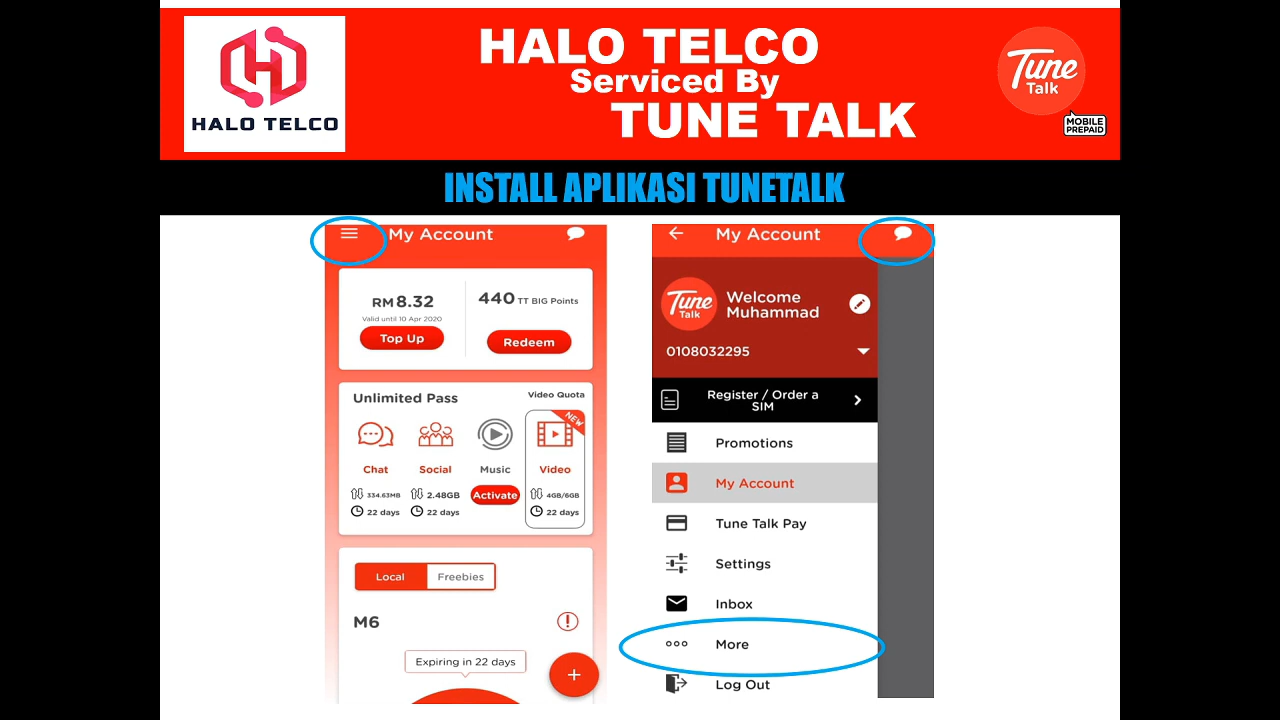 HALO TELCO
HALO TELCO
Serviced By
TUNE TALK
Tune
Talk
MOBILE
PREPAID
INSTALL APLIKASI TUNETALK
My Account
RM 8.32
Valid until 10 Apr 2020
Top Up
440 TT BIG Points
Redeem
Unlimited Pass
Video Quota
NEW
Chat
Social
Music
Video
334.63MB
2.48GB
Activate
4GB/6GB
22 days
22 days
22 days
Local
Freebies
M6
Expiring in 22 days
+
My Account
Tune
Talk
Welcome
Muhammad
0108032295
Register / Order a
SIM
Promotions
My Account
Tune Talk Pay
Settings
Inbox
More
Log Out